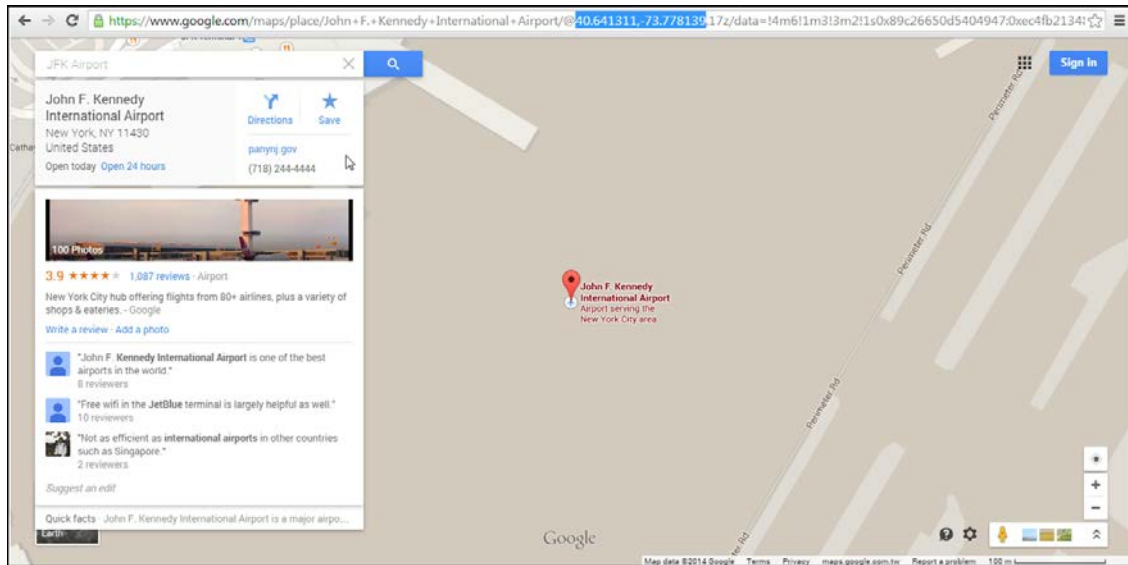 https://www.google.com/maps/place/John+F.+Kennedy+International+Airport/@40.641311,-73.778139,17z/data=!4m6!1m3!3m2!1s0x89c26650d5404947:0xec4fb2134
JFK Airport
Sign in
John F. Kennedy
International Airport
New York, NY 11430
United States
Open today Open 24 hours
Directions
Save
panynj.gov
(718) 244-4444
100 Photos
3.9 ★★★★★ 1,087 reviews · Airport
New York City hub offering flights from 80+ airlines, plus a variety of
shops & eateries. - Google
Write a review · Add a photo
"John F. Kennedy International Airport is one of the best
airports in the world."
8 reviewers
"Free wifi in the JetBlue terminal is largely helpful as well."
10 reviewers
"Not as efficient as international airports in other countries
such as Singapore."
2 reviewers
Suggest an edit
Quick facts · John F. Kennedy International Airport is a major airpo...
Earth
John F. Kennedy
International Airport
Airport serving the
New York City area
Perimeter Rd
Perimeter Rd
Perimeter Rd
Rd
Google
Map data ©2014 Google Terms Privacy maps.google.com.tw Report a problem 100 m